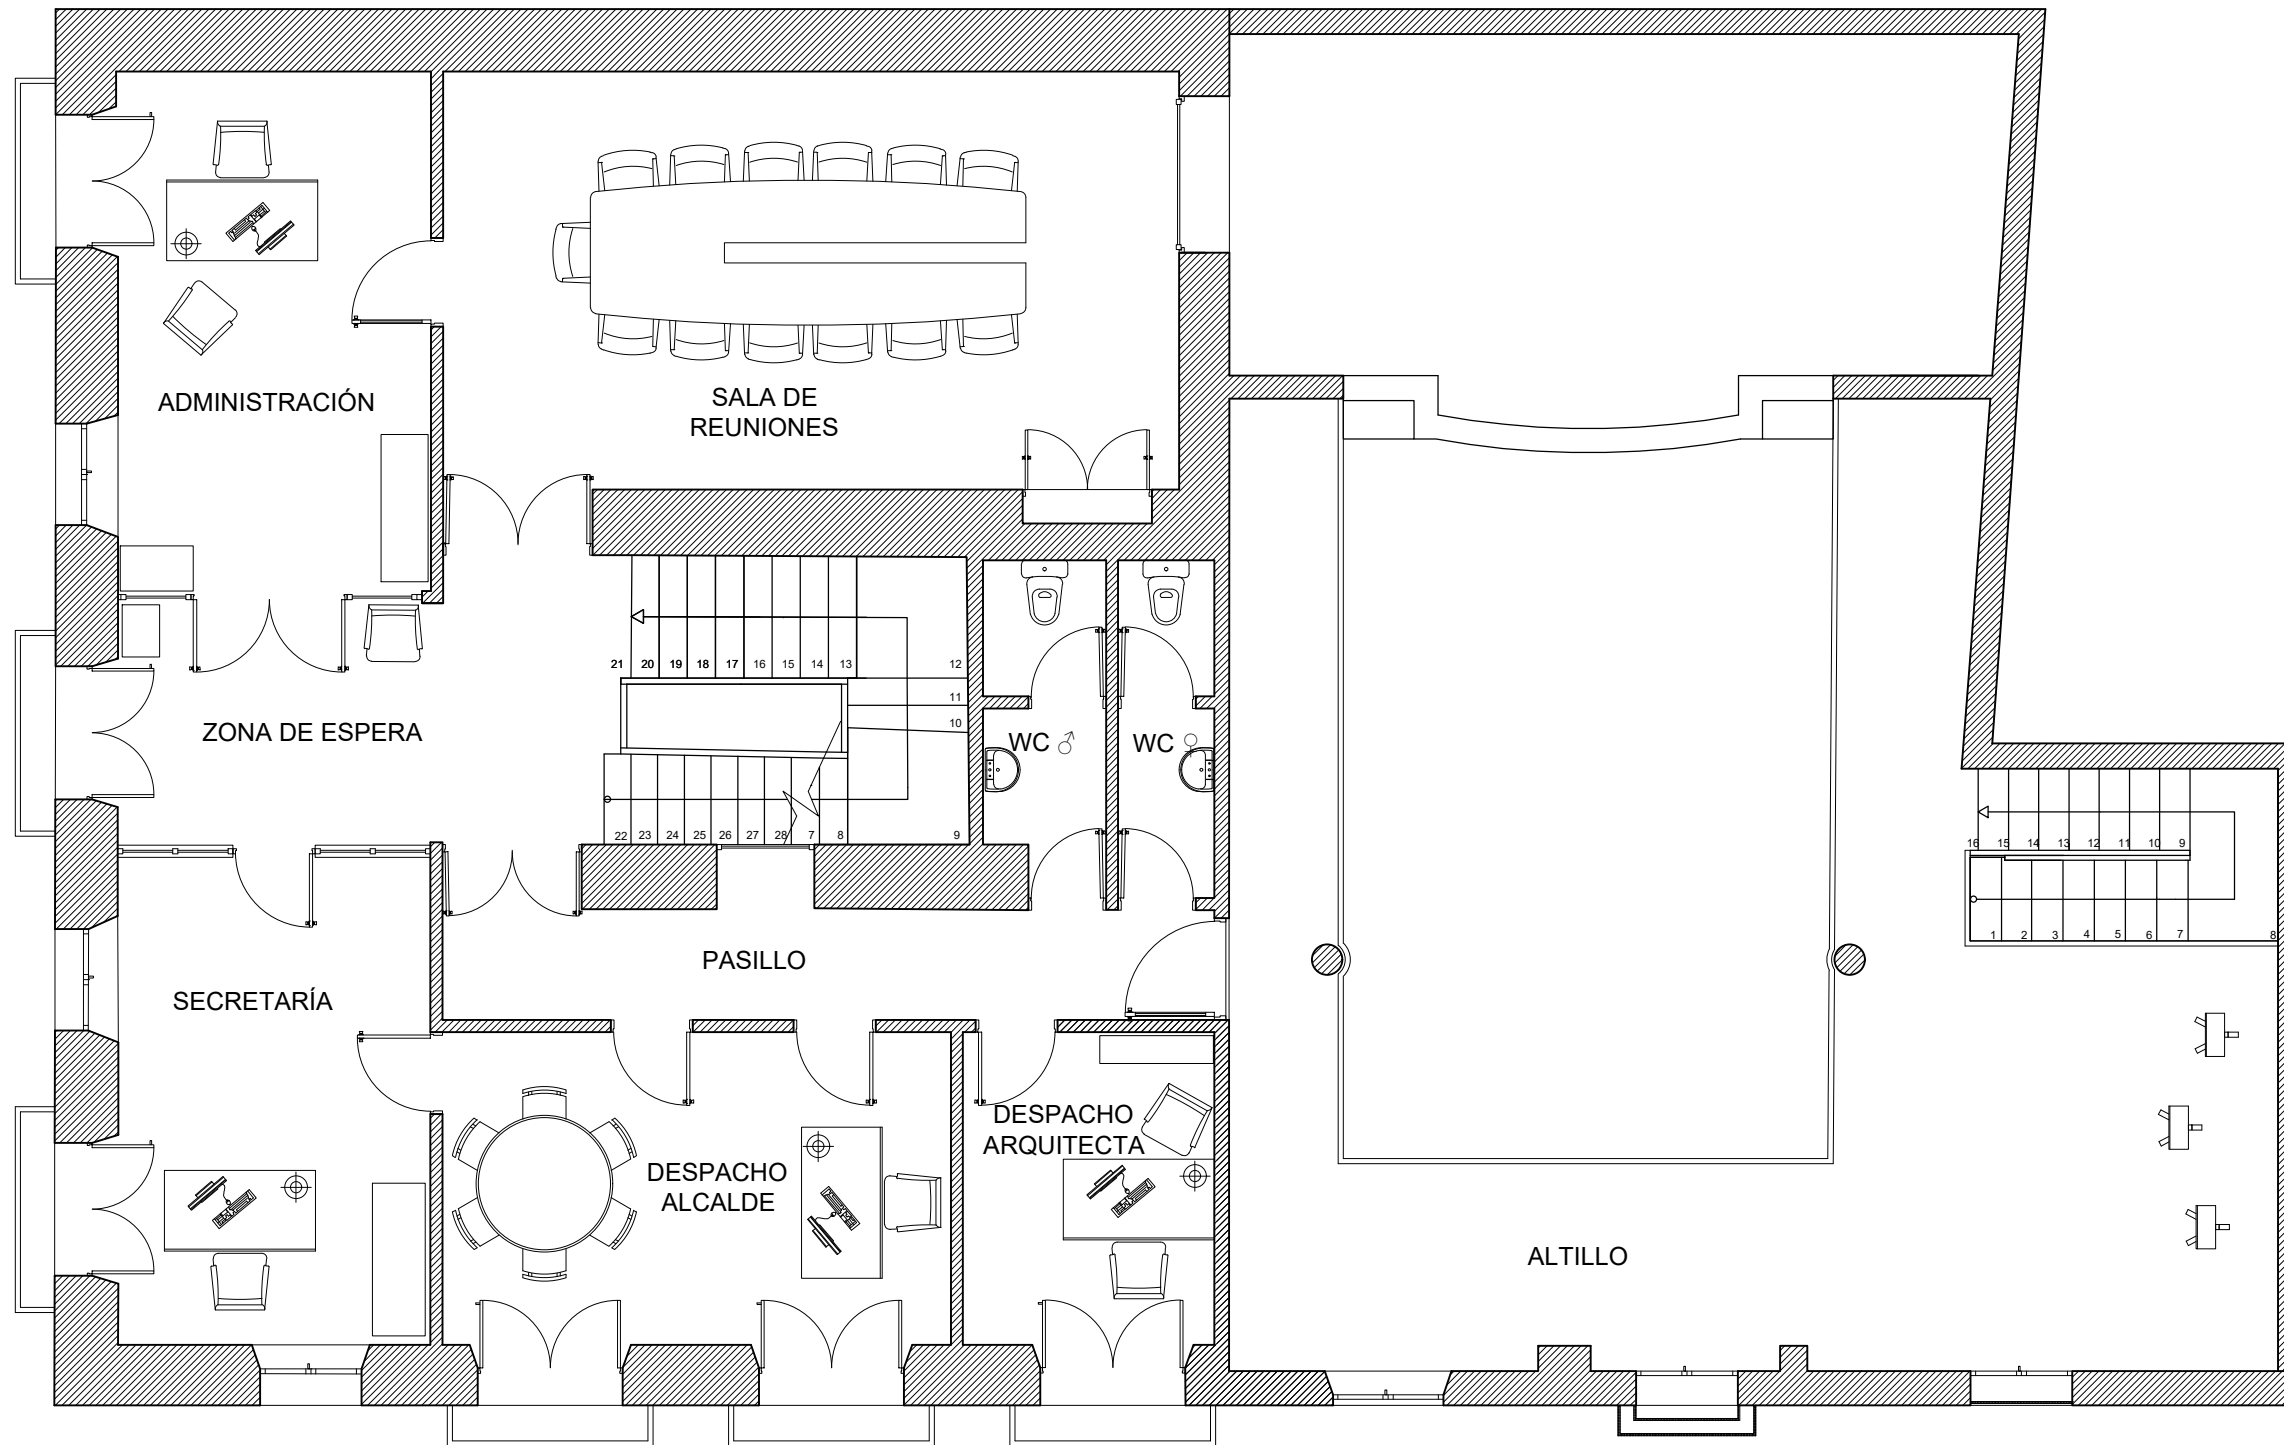 ADMINISTRACIÓN
SALA DE
REUNIONES
21 20 19 18 17 16 15 14 13 12
11
10
ZONA DE ESPERA
WC ♂ WC ♀
22 23 24 25 26 27 28 7 8 9
16 15 14 13 12 11 10 9
1 2 3 4 5 6 7 8
PASILLO
SECRETARÍA
DESPACHO
ARQUITECTA
DESPACHO
ALCALDE
ALTILLO